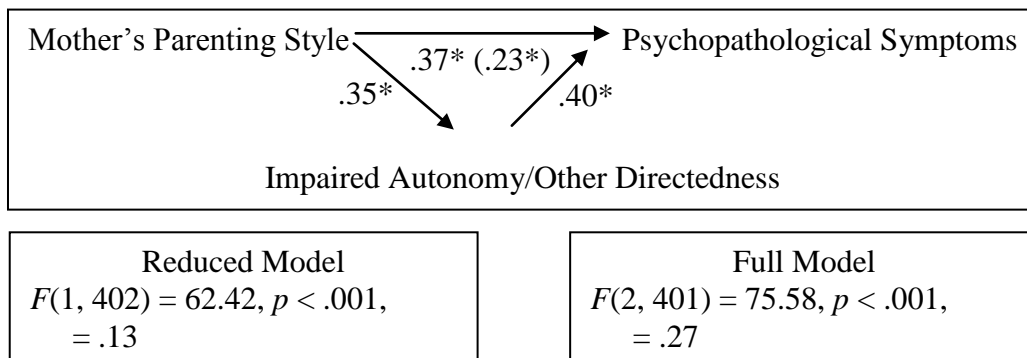 Mother’s Parenting Style
Psychopathological Symptoms
.37* (.23*)
.35*
.40*
Impaired Autonomy/Other Directedness
Reduced Model
F(1, 402) = 62.42, p < .001,
= .13
Full Model
F(2, 401) = 75.58, p < .001,
= .27